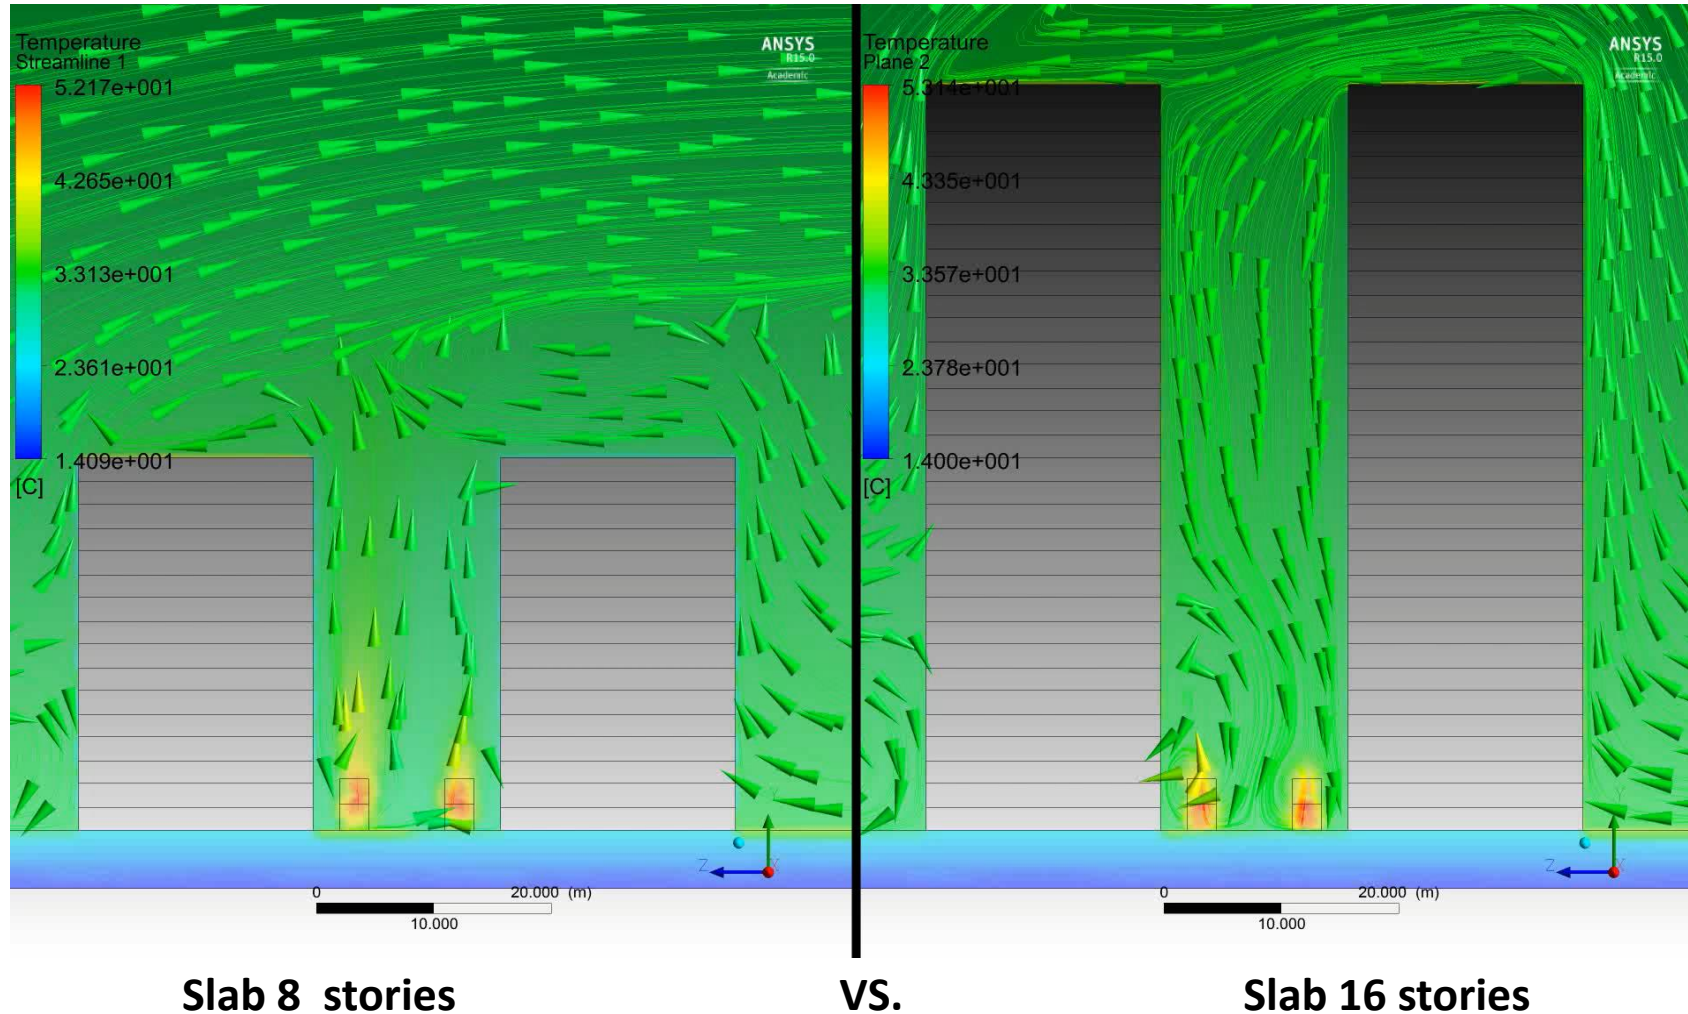 Temperature
Streamline 1
5.217e+001
4.265e+001
3.313e+001
2.361e+001
1.409e+001
[C]
ANSYS
R15.0
Academic
Y
Z
X
0
20.000 (m)
10.000
Temperature
Plane 2
5.314e+001
4.335e+001
3.357e+001
2.378e+001
1.400e+001
[C]
ANSYS
R15.0
Academic
Y
Z
X
0
20.000 (m)
10.000
Slab 8 stories
VS.
Slab 16 stories